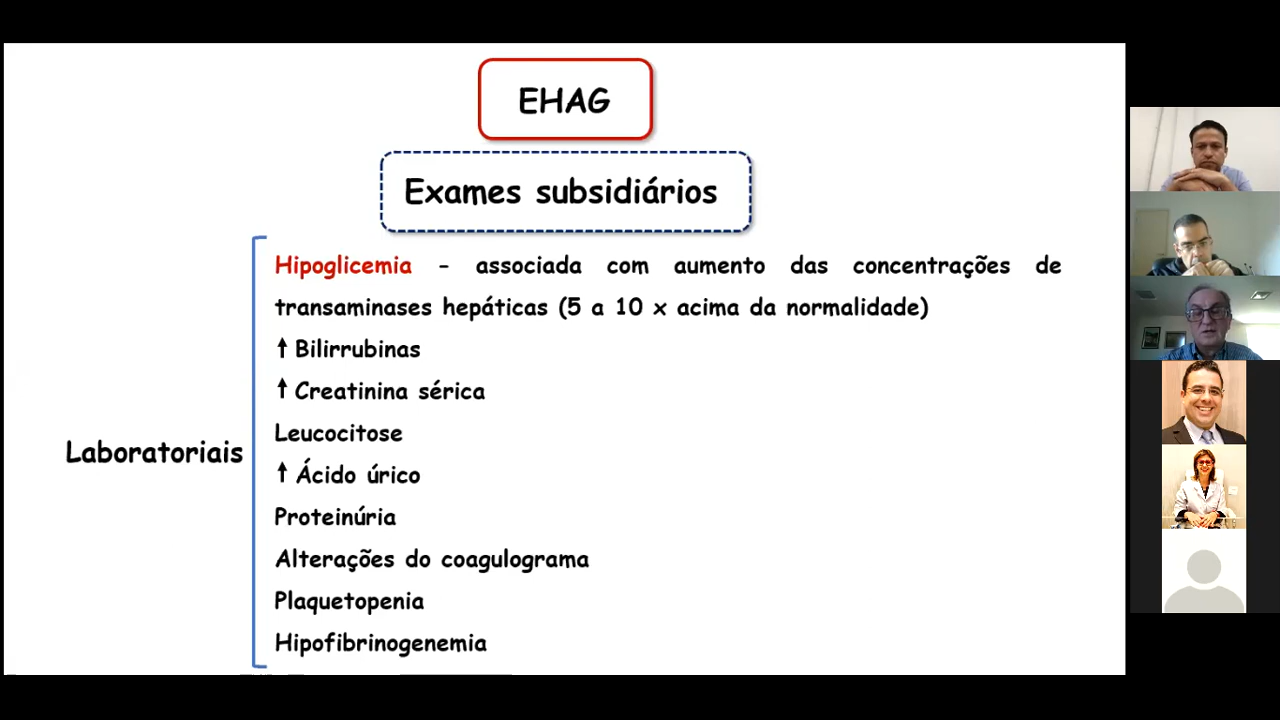 EHAG
Exames subsidiários
Hipoglicemia - associada com aumento das concentrações de
transaminases hepáticas (5 a 10 x acima da normalidade)
↑ Bilirrubinas
↑ Creatinina sérica
Leucocitose
Laboratoriais
↑ Ácido úrico
Proteinúria
Alterações do coagulograma
Plaquetopenia
Hipofibrinogenemia